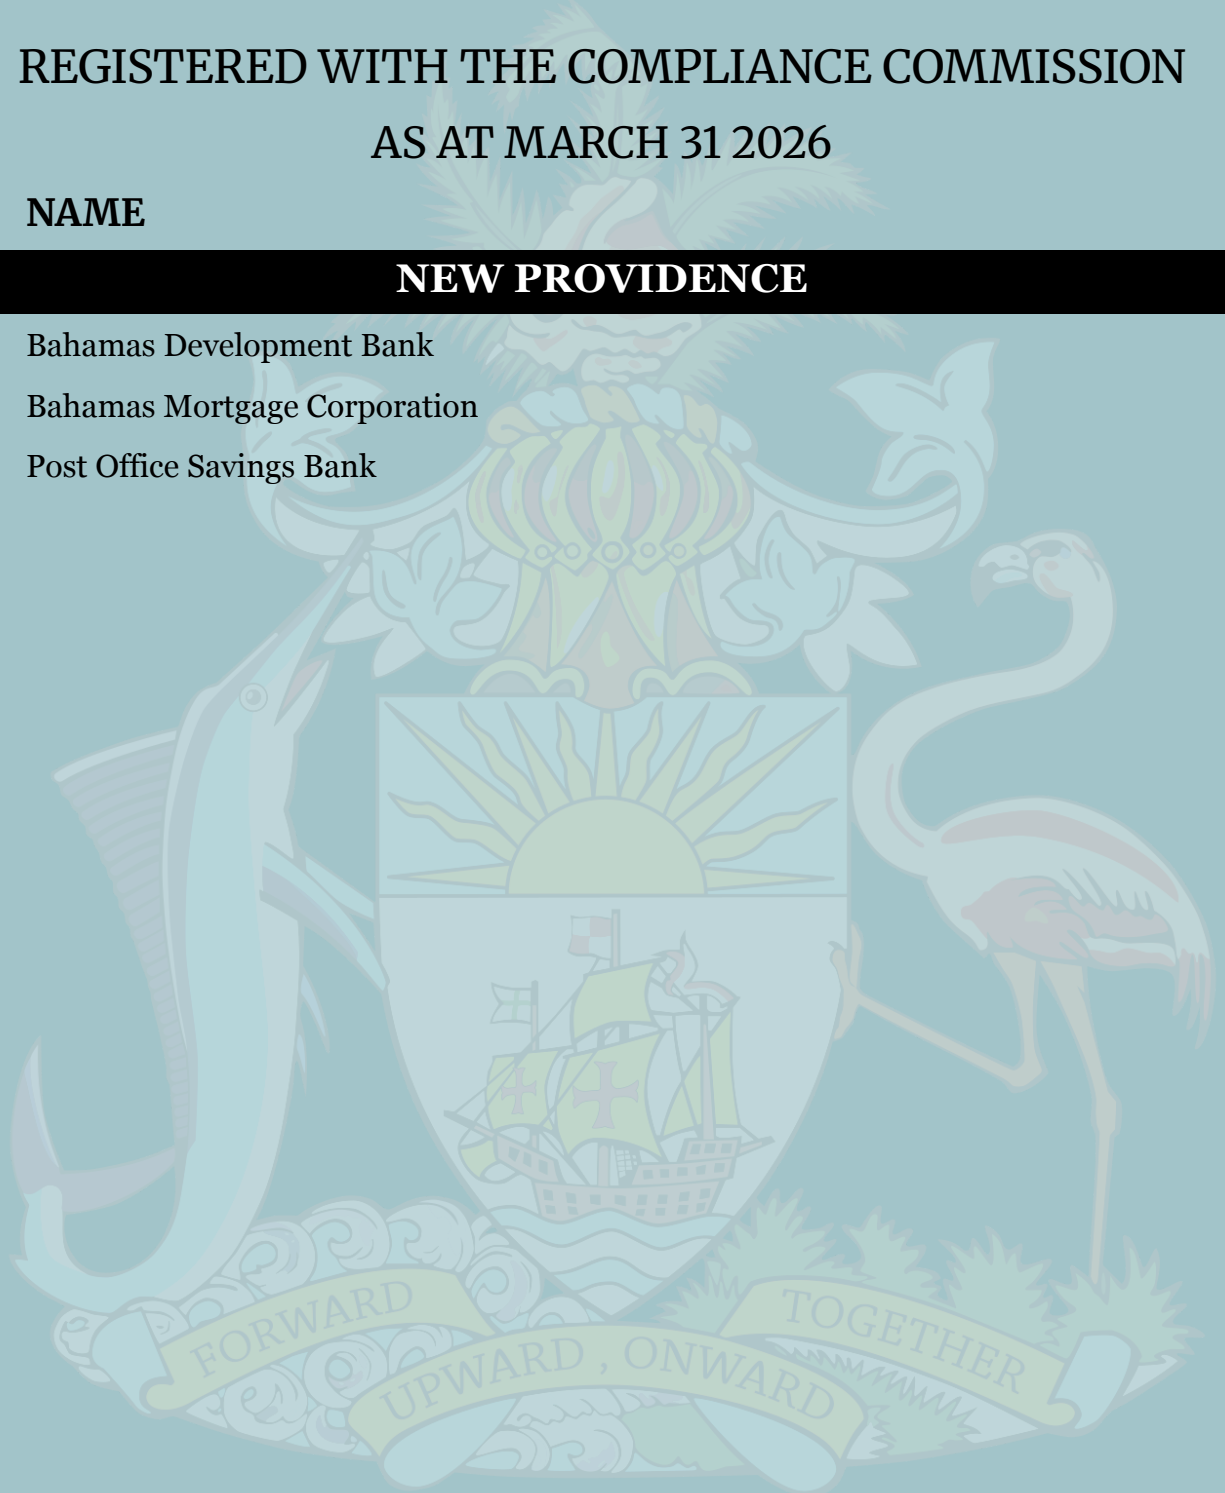 REGISTERED WITH THE COMPLIANCE COMMISSION
AS AT MARCH 31 2026
NAME
NEW PROVIDENCE
Bahamas Development Bank
Bahamas Mortgage Corporation
Post Office Savings Bank
FORWARD
UPWARD , ONWARD
TOGETHER